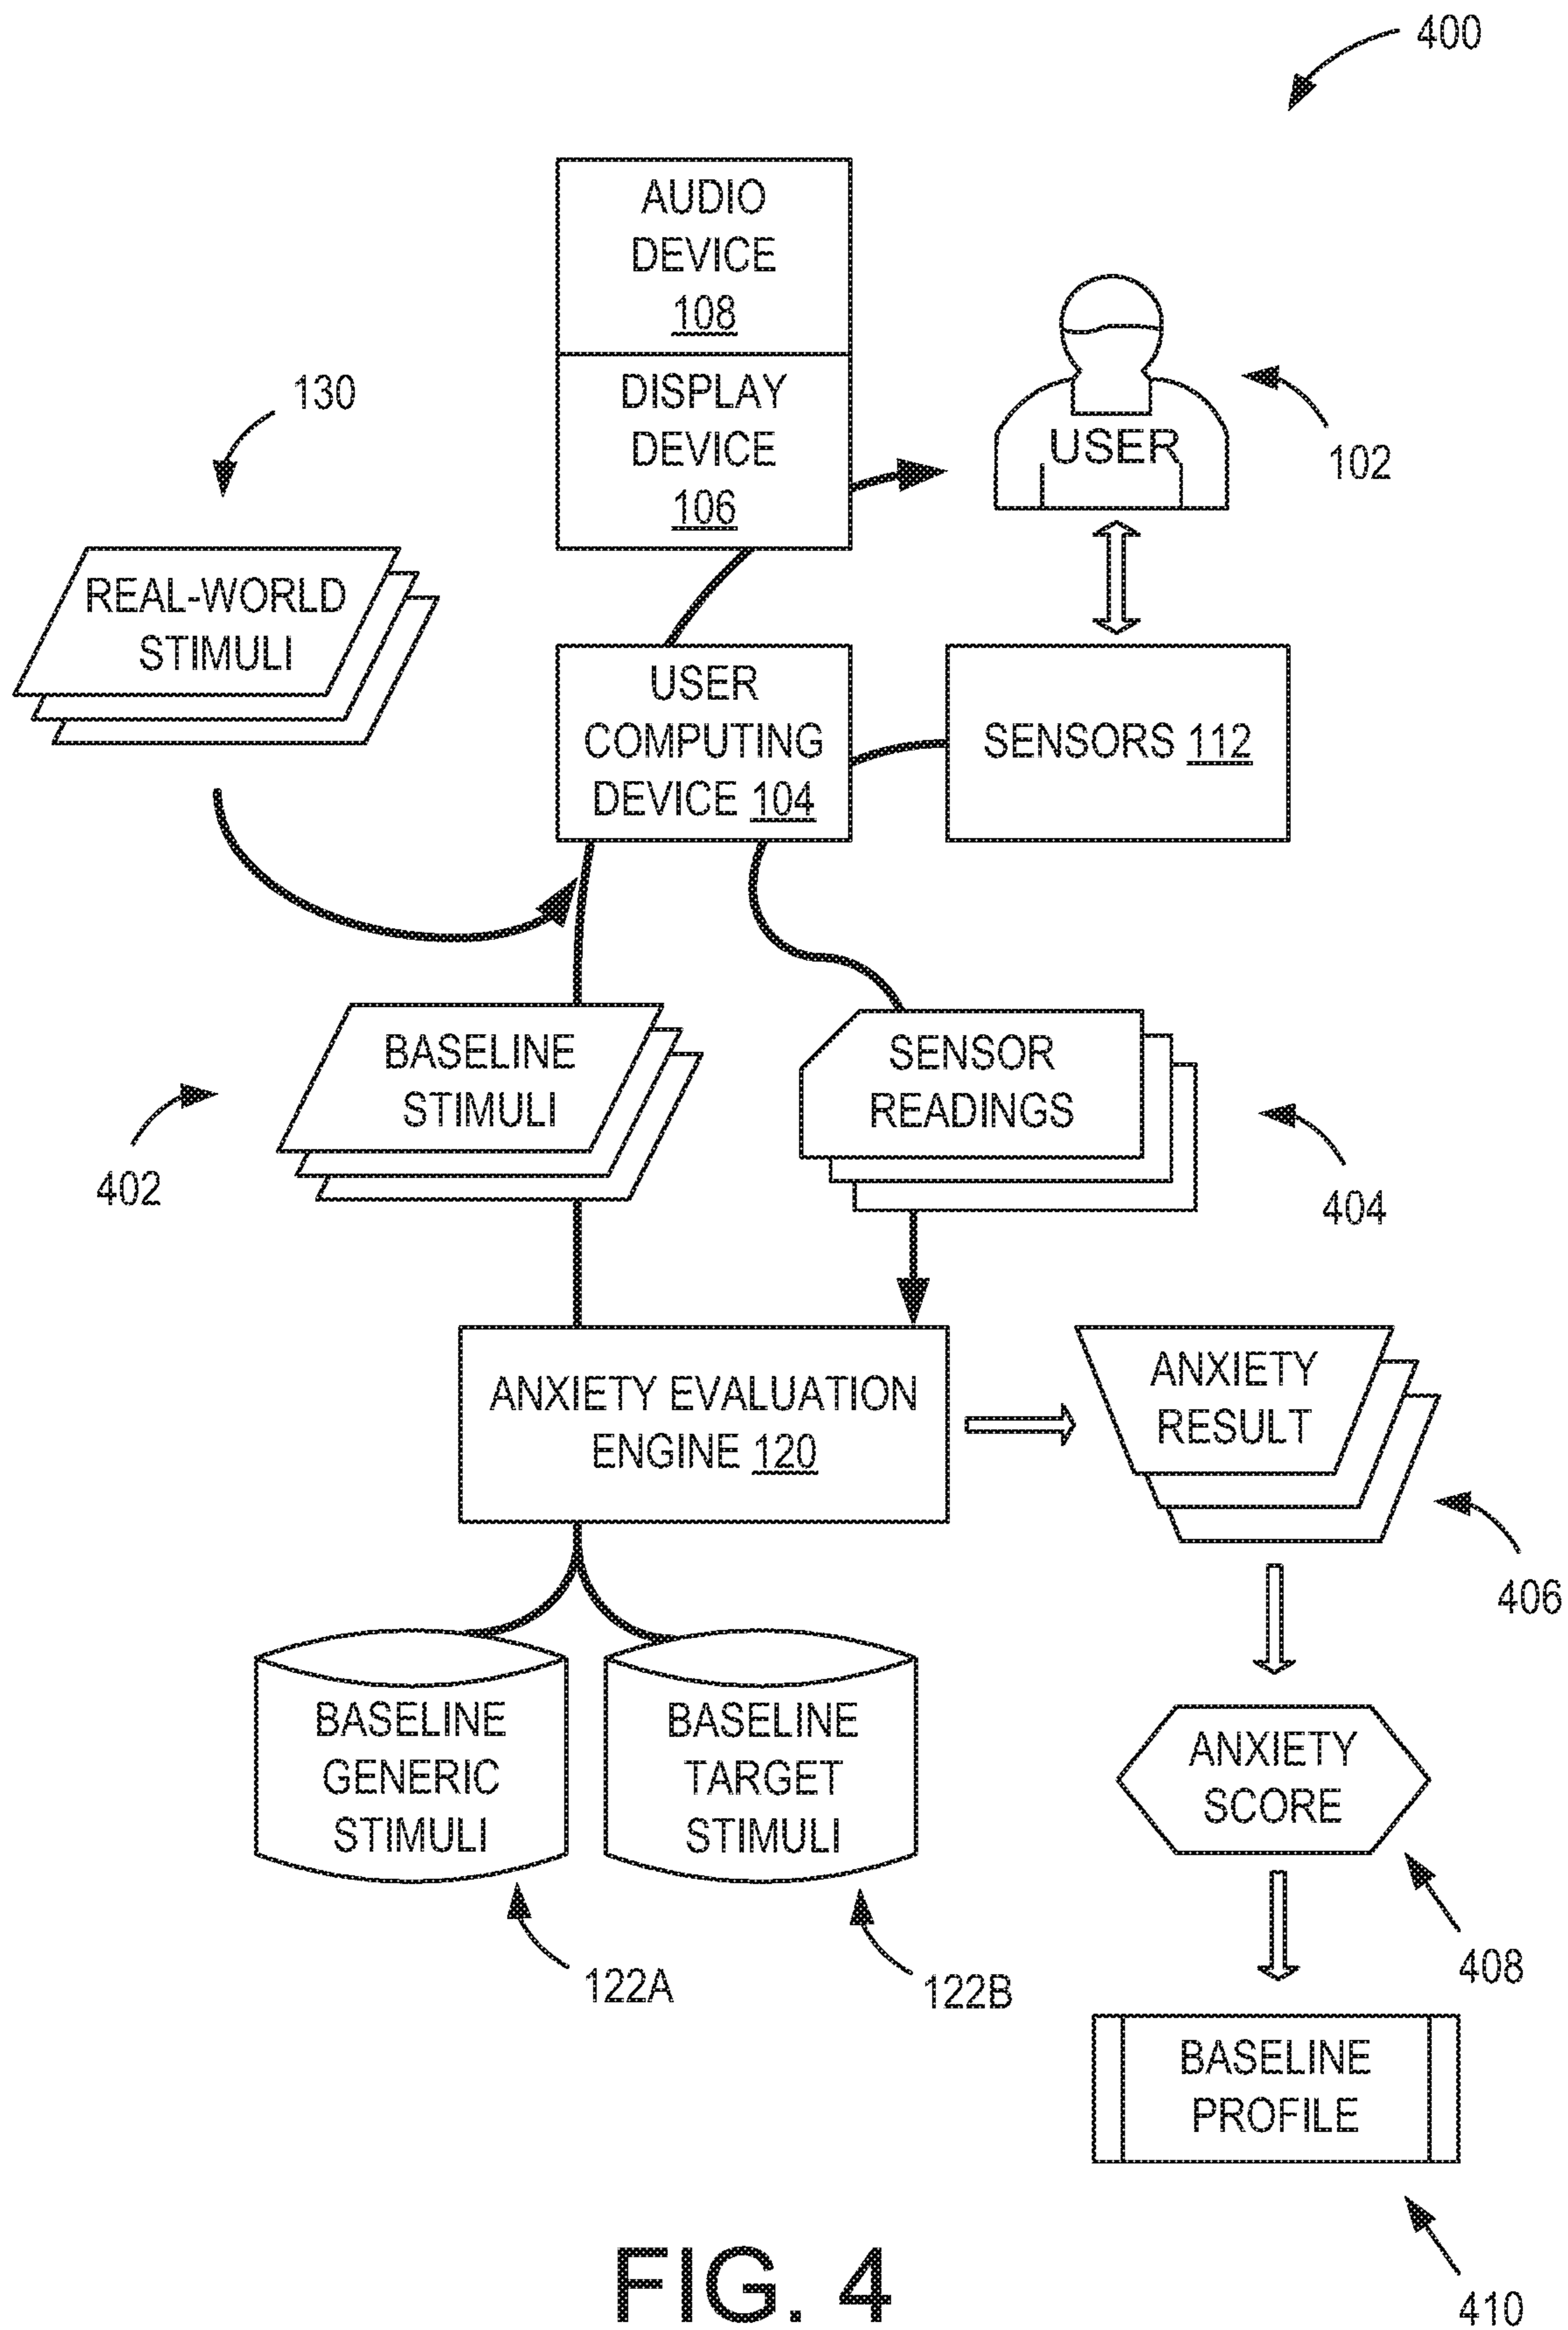 400
AUDIO
DEVICE
108
DISPLAY
DEVICE
106
USER
102
130
REAL-WORLD
STIMULI
USER
COMPUTING
DEVICE 104
SENSORS 112
BASELINE
STIMULI
402
SENSOR
READINGS
404
ANXIETY EVALUATION
ENGINE 120
ANXIETY
RESULT
406
BASELINE
GENERIC
STIMULI
122A
BASELINE
TARGET
STIMULI
122B
ANXIETY
SCORE
408
BASELINE
PROFILE
410
FIG. 4